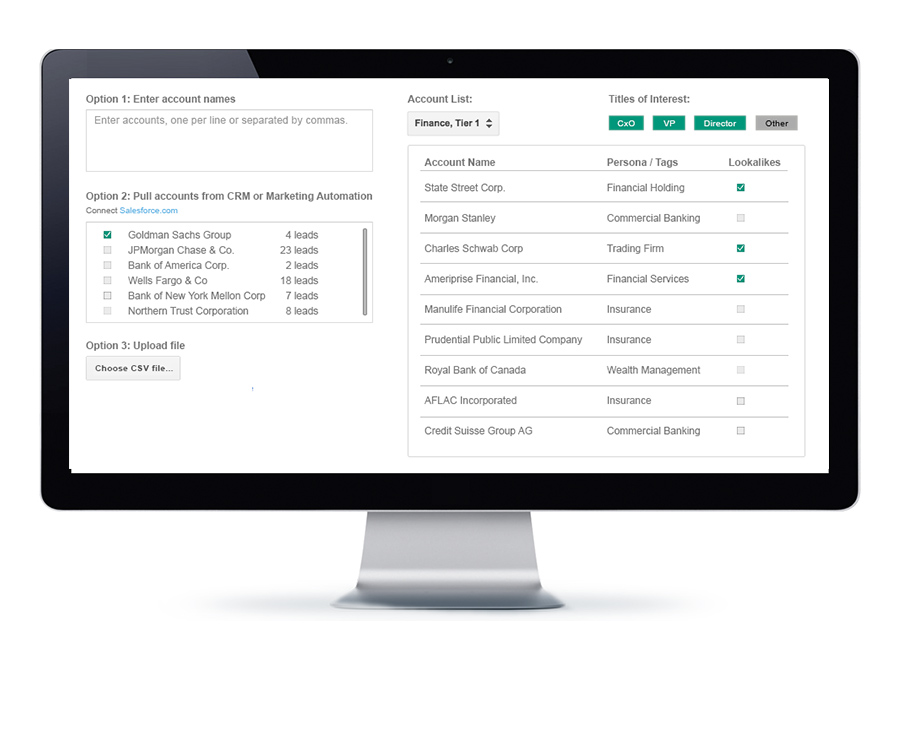 Option 1: Enter account names
Enter accounts, one per line or separated by commas.
Option 2: Pull accounts from CRM or Marketing Automation
Connect Salesforce.com
Goldman Sachs Group 4 leads
JPMorgan Chase & Co. 23 leads
Bank of America Corp. 2 leads
Wells Fargo & Co 18 leads
Bank of New York Mellon Corp 7 leads
Northern Trust Corporation 8 leads
Option 3: Upload file
Choose CSV file...
Account List:
Finance, Tier 1
Titles of Interest:
CxO VP Director Other
Account Name Persona / Tags Lookalikes
State Street Corp. Financial Holding
Morgan Stanley Commercial Banking
Charles Schwab Corp Trading Firm
Ameriprise Financial, Inc. Financial Services
Manulife Financial Corporation Insurance
Prudential Public Limited Company Insurance
Royal Bank of Canada Wealth Management
AFLAC Incorporated Insurance
Credit Suisse Group AG Commercial Banking